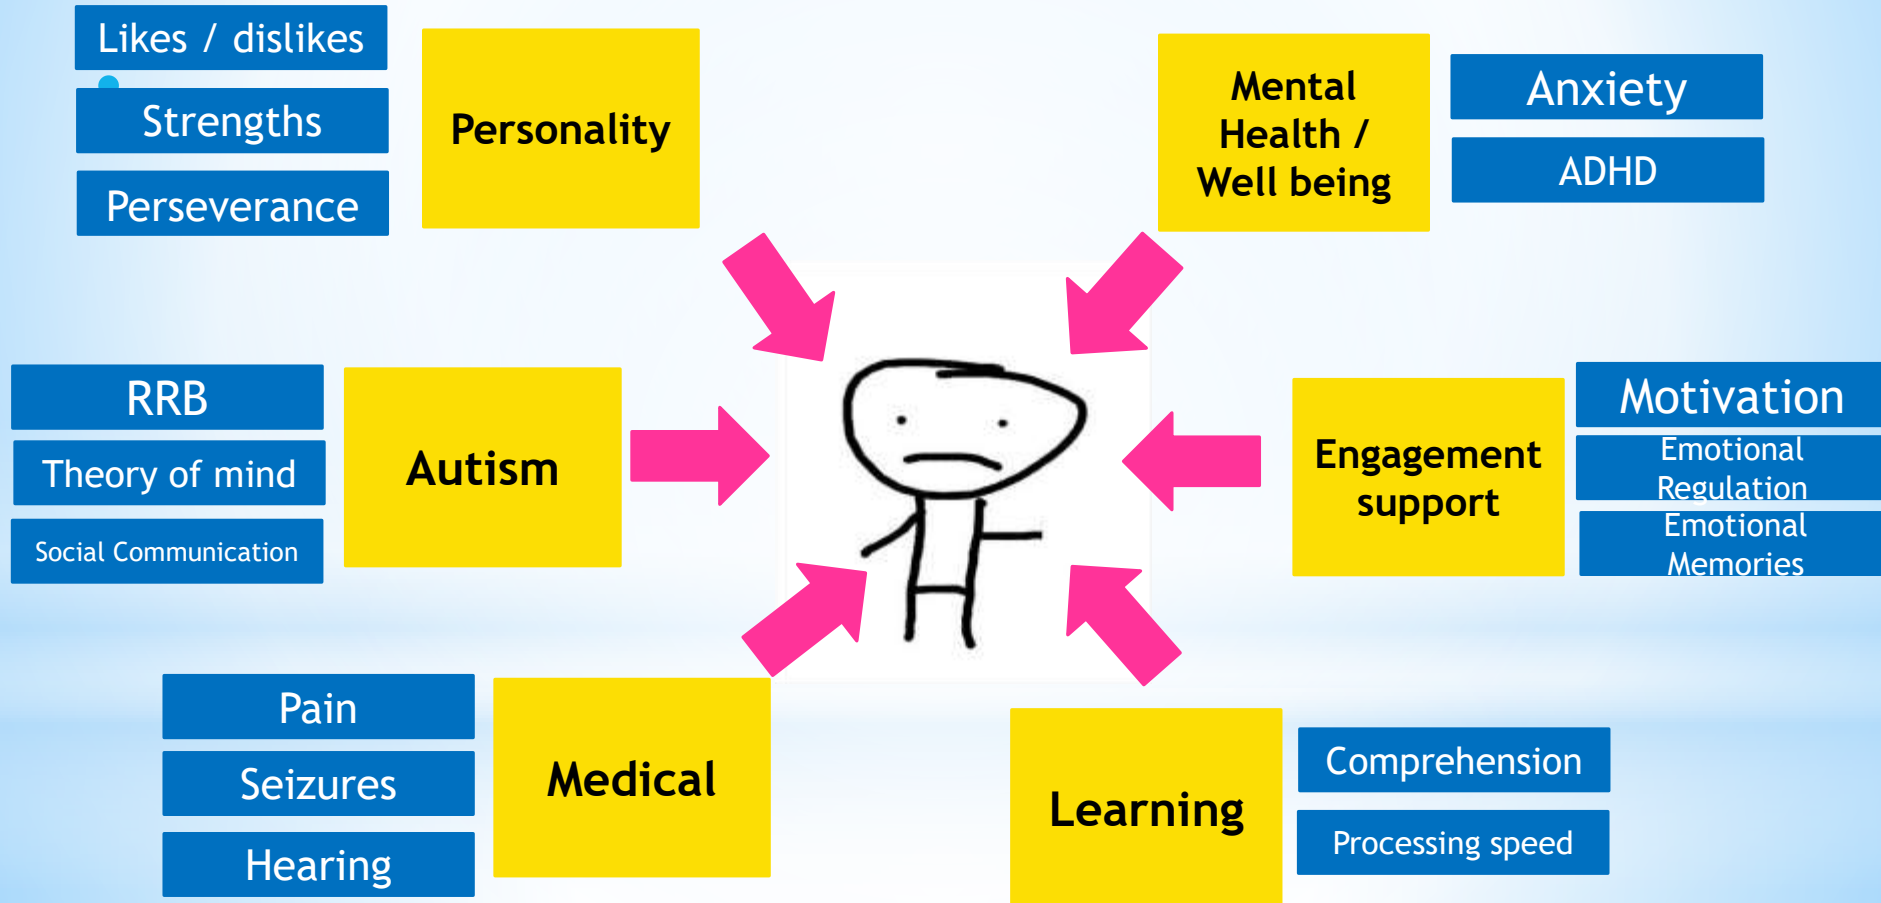 Likes / dislikes
Strengths
Perseverance
Personality
Mental
Health /
Well being
Anxiety
ADHD
RRB
Theory of mind
Social Communication
Autism
Engagement
support
Motivation
Emotional
Regulation
Emotional
Memories
Pain
Seizures
Hearing
Medical
Learning
Comprehension
Processing speed